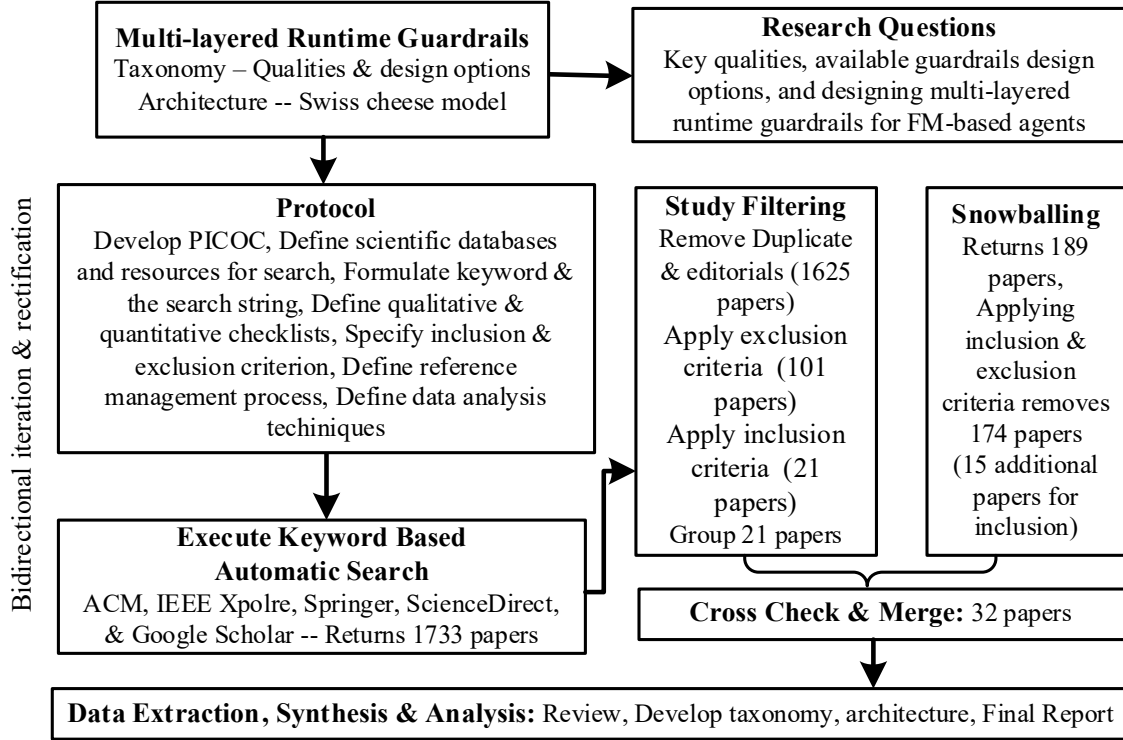 Multi-layered Runtime Guardrails
Taxonomy – Qualities & design options
Architecture -- Swiss cheese model
Research Questions
Key qualities, available guardrails design
options, and designing multi-layered
runtime guardrails for FM-based agents
Bidirectional iteration & rectification
Protocol
Develop PICOC, Define scientific databases
and resources for search, Formulate keyword &
the search string, Define qualitative &
quantitative checklists, Specify inclusion &
exclusion criterion, Define reference
management process, Define data analysis
techiniques
Execute Keyword Based
Automatic Search
ACM, IEEE Xpolre, Springer, ScienceDirect,
& Google Scholar -- Returns 1733 papers
Study Filtering
Remove Duplicate
& editorials (1625
papers)
Apply exclusion
criteria (101
papers)
Apply inclusion
criteria (21
papers)
Group 21 papers
Snowballing
Returns 189
papers,
Applying
inclusion &
exclusion
criteria removes
174 papers
(15 additional
papers for
inclusion)
Cross Check & Merge: 32 papers
Data Extraction, Synthesis & Analysis: Review, Develop taxonomy, architecture, Final Report